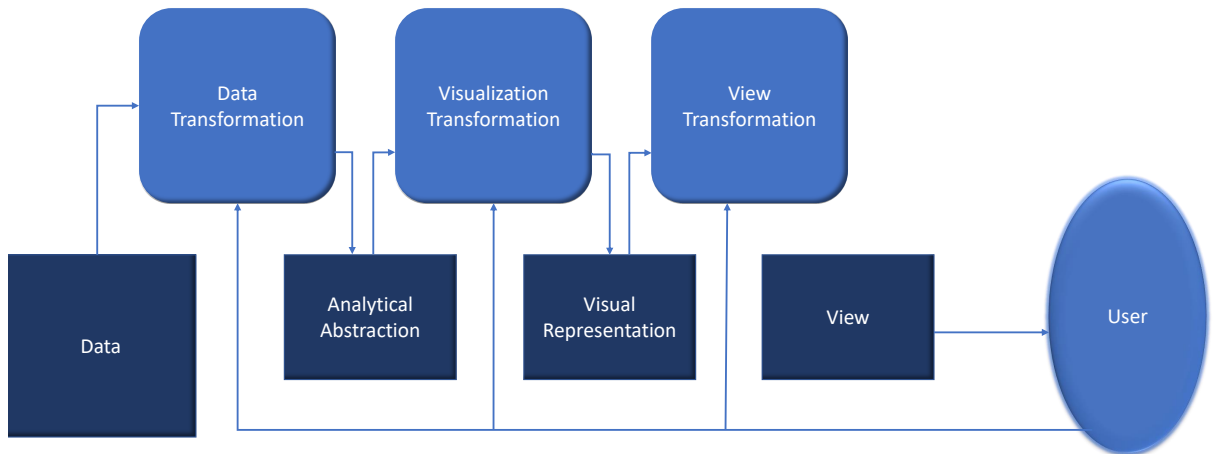 Data
Transformation
Visualization
Transformation
View
Transformation
Data
Analytical
Abstraction
Visual
Representation
View
User